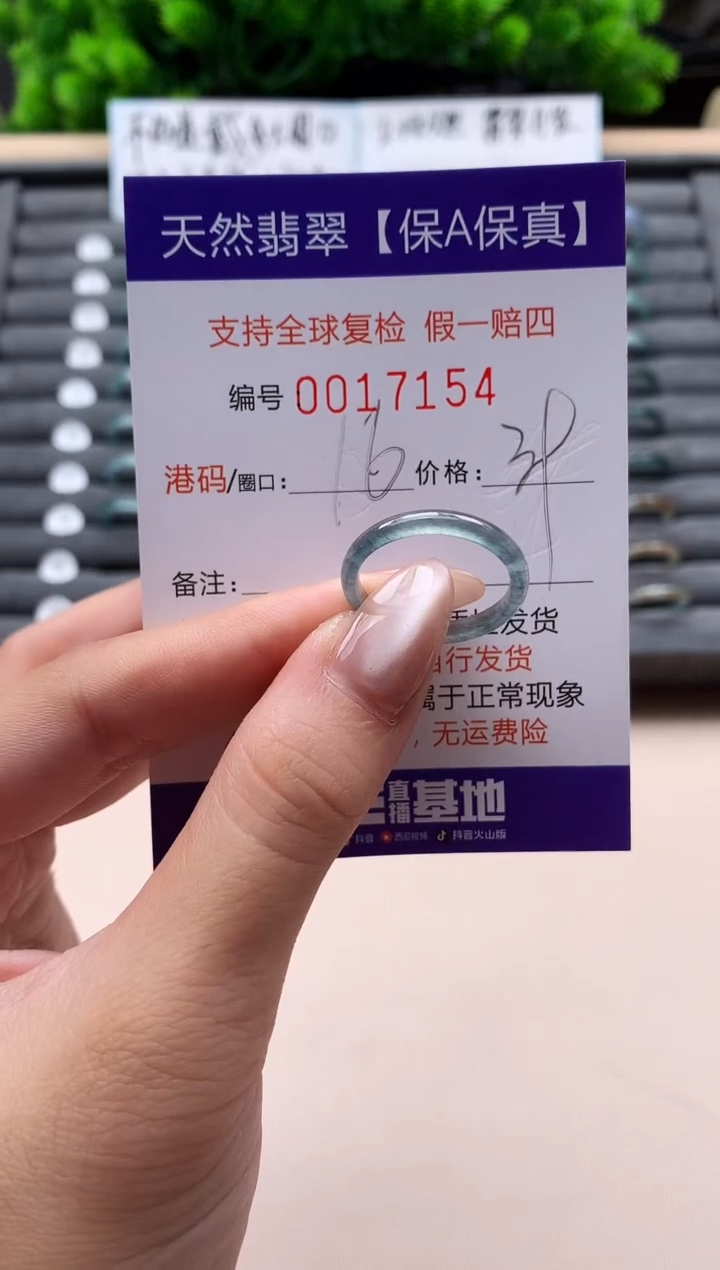 天然翡翠【保A保真】
支持全球复检 假一赔四
编号 0017154
港码/圈口: 16 价格:
备注:
发货
行发货
属于正常现象
，无运费险
直播基地
抖音 西瓜视频 抖音火山版